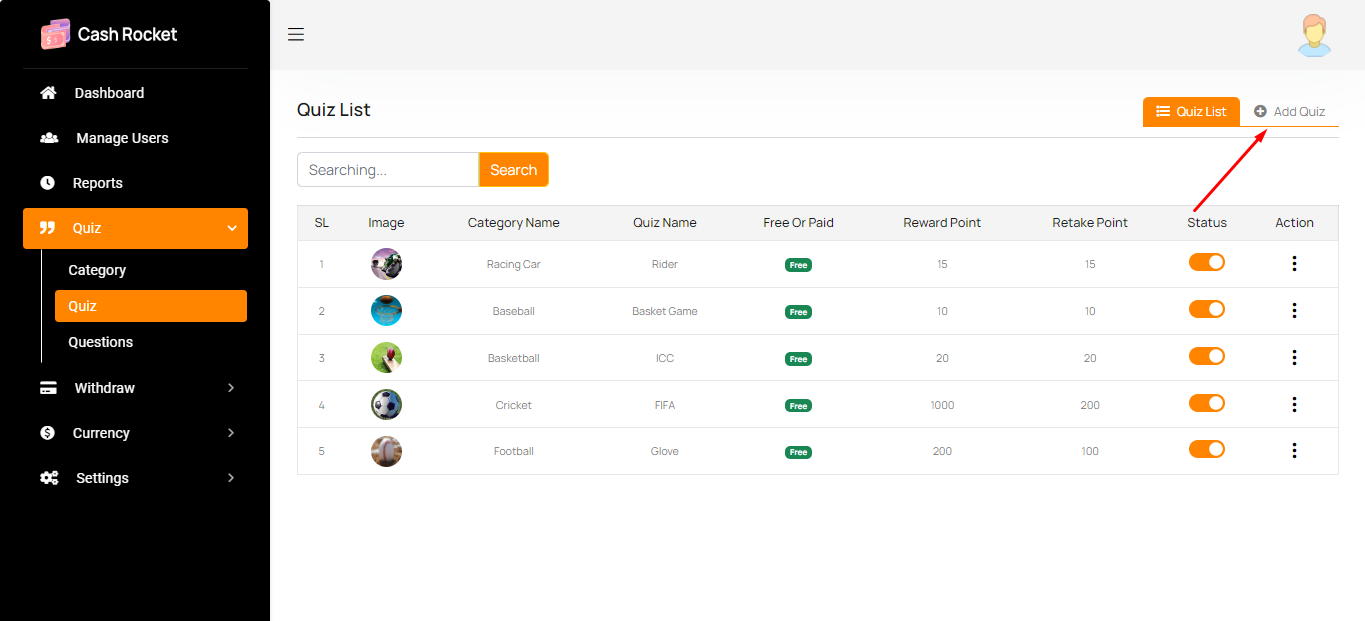 Cash Rocket
Dashboard
Manage Users
Reports
Quiz
Category
Quiz
Questions
Withdraw
Currency
Settings
Quiz List
Quiz List
Add Quiz
Searching...
Search
SL Image Category Name Quiz Name Free Or Paid Reward Point Retake Point Status Action
1 Racing Car Rider Free 15 15
2 Baseball Basket Game Free 10 10
3 Basketball ICC Free 20 20
4 Cricket FIFA Free 1000 200
5 Football Glove Free 200 100